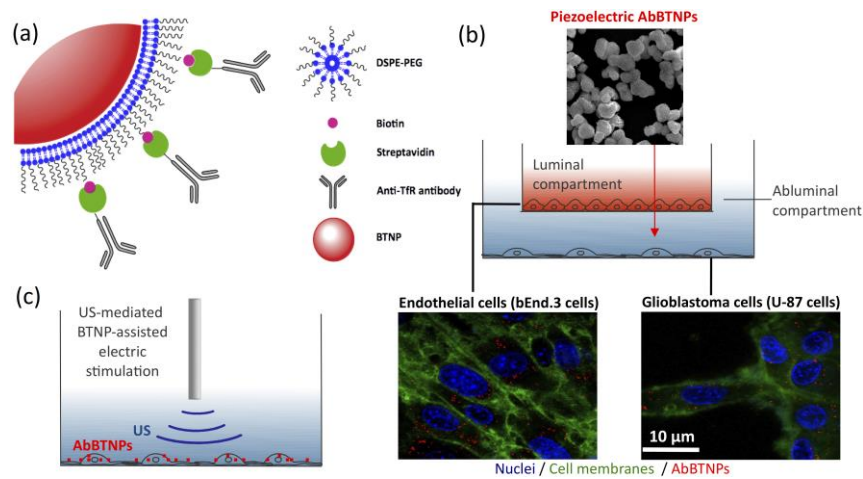 (a)
DSPE-PEG
Biotin
Streptavidin
Anti-TfR antibody
BTNP
(b)
Piezoelectric AbBTNPs
Luminal
compartment
Abluminal
compartment
Endothelial cells (bEnd.3 cells)
Glioblastoma cells (U-87 cells)
10 µm
Nuclei / Cell membranes / AbBTNPs
(c)
US-mediated
BTNP-assisted
electric
stimulation
US
AbBTNPs